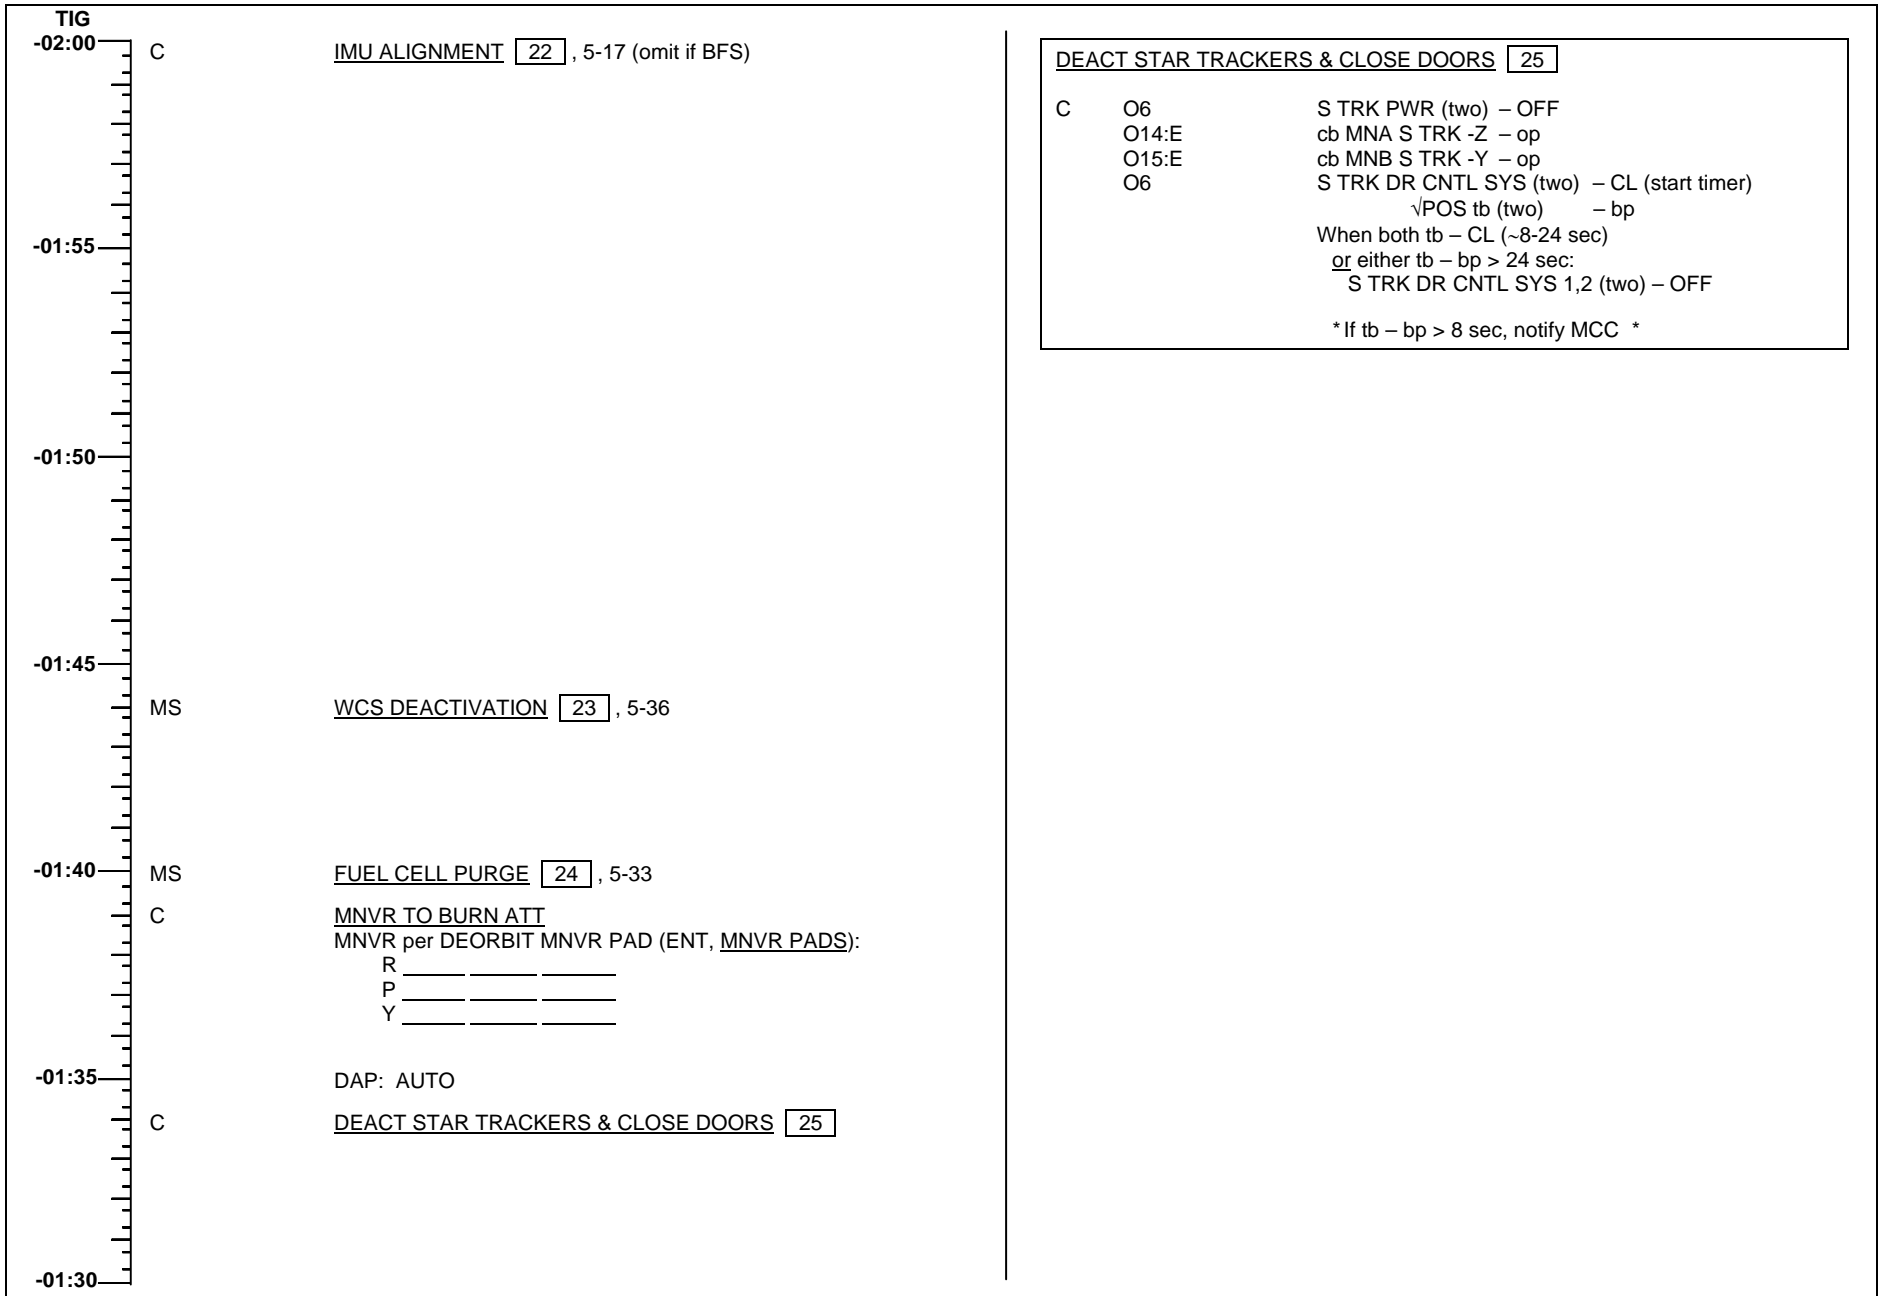 TIG
-02:00
C IMU ALIGNMENT 22 , 5-17 (omit if BFS)
-01:55
-01:50
-01:45
MS WCS DEACTIVATION 23 , 5-36
-01:40
MS FUEL CELL PURGE 24 , 5-33
C MNVR TO BURN ATT
MNVR per DEORBIT MNVR PAD (ENT, MNVR PADS):
R
P
Y
-01:35
DAP: AUTO
C DEACT STAR TRACKERS & CLOSE DOORS 25
-01:30
DEACT STAR TRACKERS & CLOSE DOORS 25
C O6 S TRK PWR (two) – OFF
O14:E cb MNA S TRK -Z – op
O15:E cb MNB S TRK -Y – op
O6 S TRK DR CNTL SYS (two) – CL (start timer)
√POS tb (two) – bp
When both tb – CL (~8-24 sec)
or either tb – bp > 24 sec:
S TRK DR CNTL SYS 1,2 (two) – OFF
* If tb – bp > 8 sec, notify MCC *